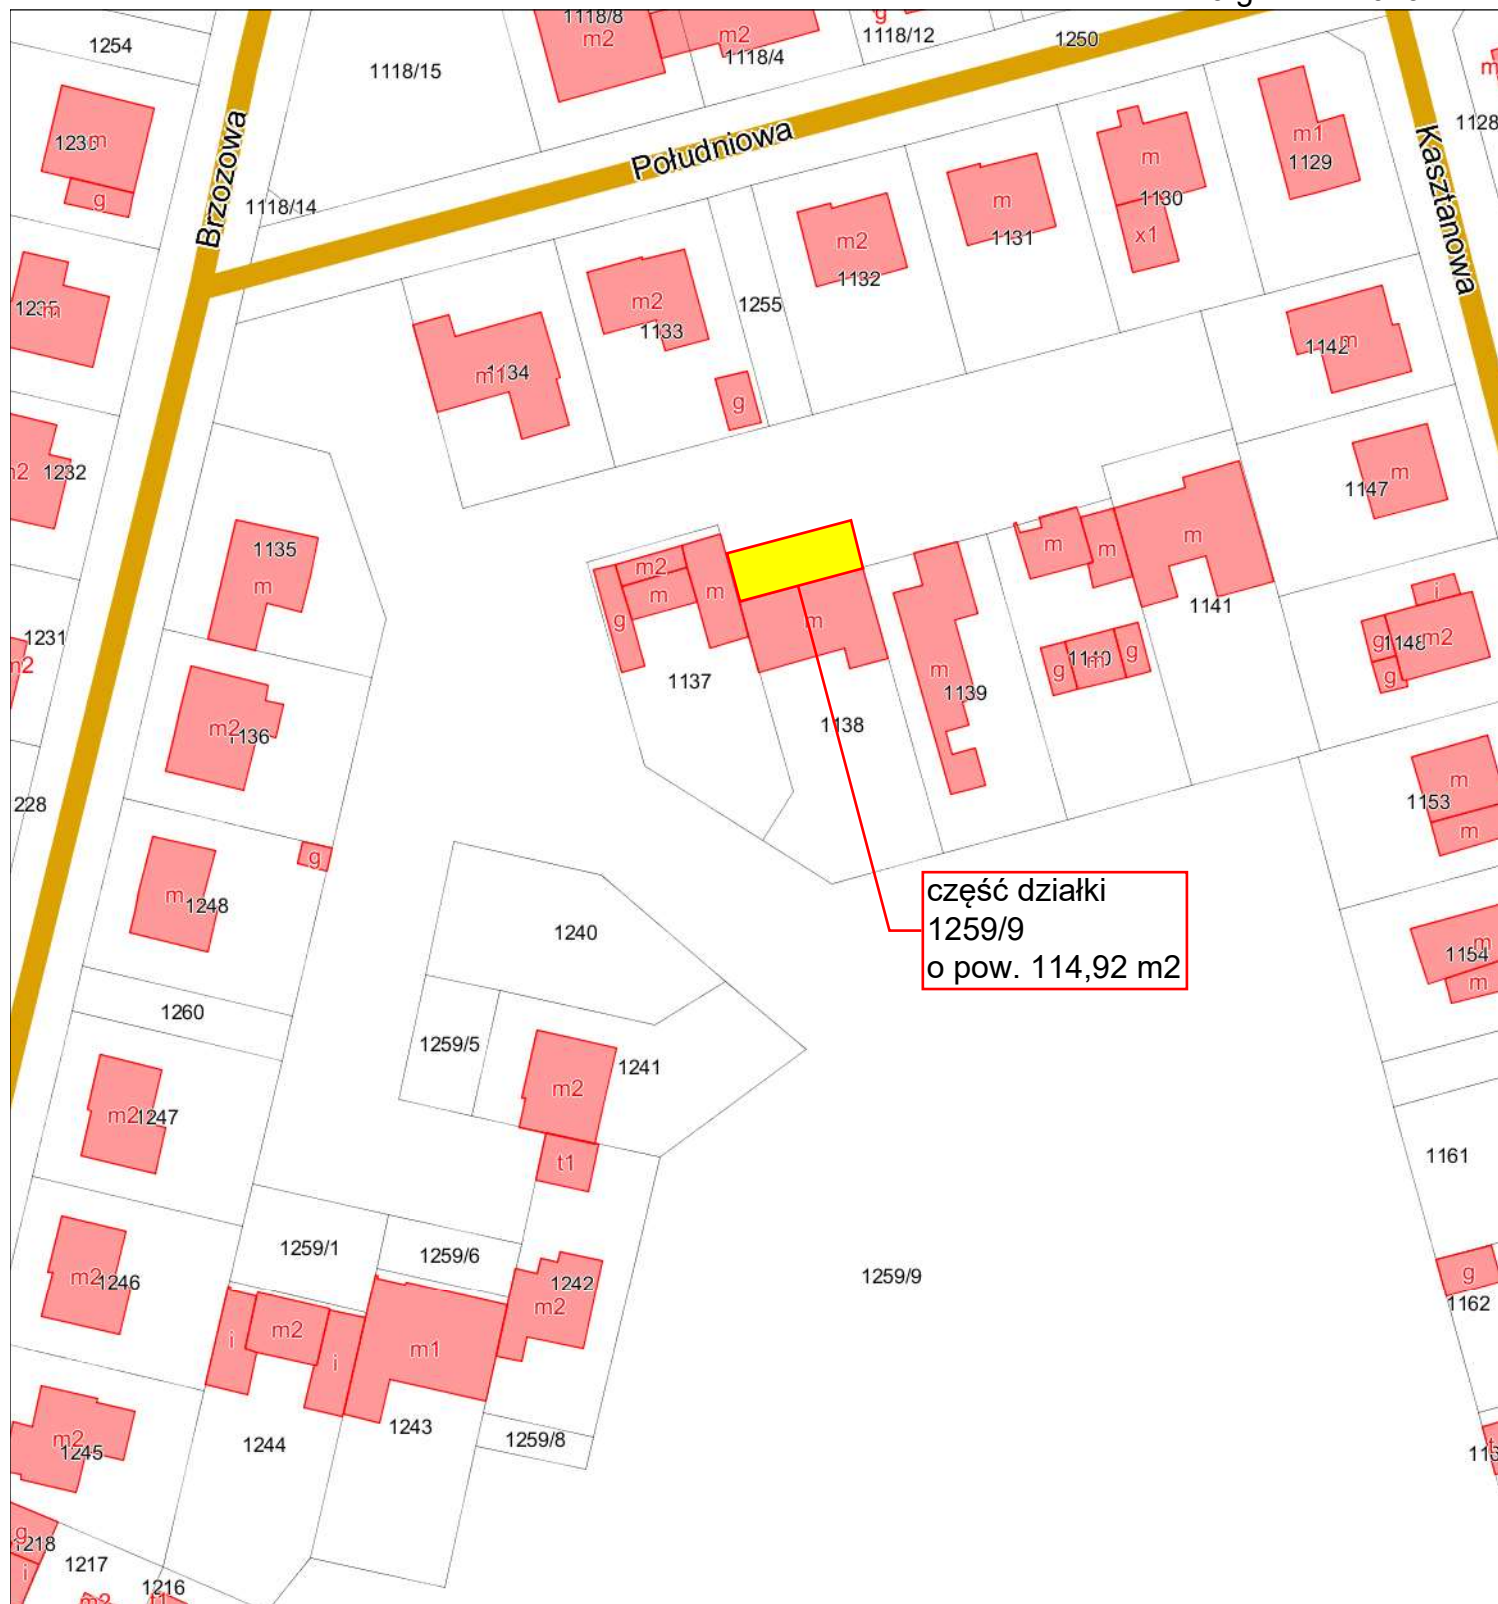 1254
1118/15
1118/8
m2
m2
1118/4
g
1118/12
1250
m
1128
Brzozowa
Południowa
Kasztanowa
m
g
1118/14
m
1130
x1
m1
1129
m
1131
m2
1132
1255
m2
1133
g
m1
1134
1235
m
1142
m
1232
m
1147
1135
m
m2
m
g
m
1137
m
1138
m
1139
m
m
m
1141
g
1140
m
g
i
g
1148
m2
g
1231
m2
1136
228
m
1153
m
m
1248
g
część działki
1259/9
o pow. 114,92 m2
1240
m
1154
m
1260
1259/5
1241
m2
t1
m2
1247
1161
1259/1
1259/6
1242
m2
1259/9
m2
1246
g
1162
i
m2
i
m1
1243
1244
1259/8
m2
1245
g
1218
i
1217
1216
m2
t1